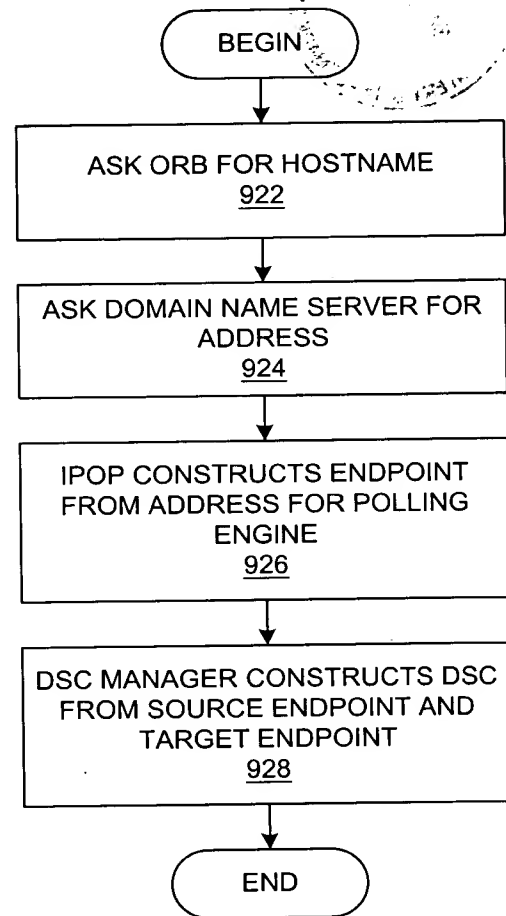 BEGIN
ASK ORB FOR HOSTNAME
922
ASK DOMAIN NAME SERVER FOR
ADDRESS
924
IPOP CONSTRUCTS ENDPOINT
FROM ADDRESS FOR POLLING
ENGINE
926
DSC MANAGER CONSTRUCTS DSC
FROM SOURCE ENDPOINT AND
TARGET ENDPOINT
928
END